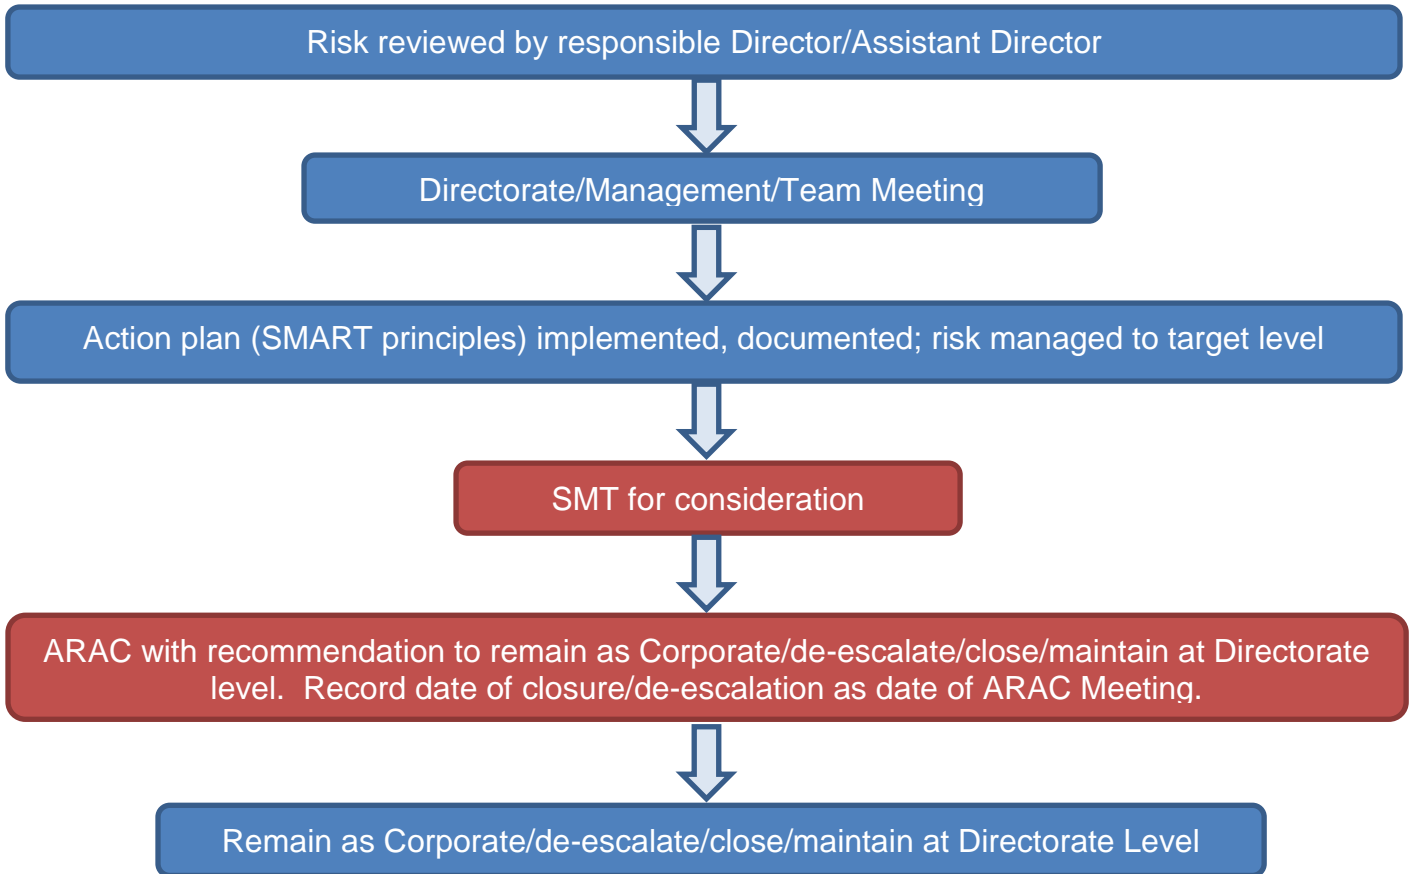 Risk reviewed by responsible Director/Assistant Director
Directorate/Management/Team Meeting
Action plan (SMART principles) implemented, documented; risk managed to target level
SMT for consideration
ARAC with recommendation to remain as Corporate/de-escalate/close/maintain at Directorate
level.  Record date of closure/de-escalation as date of ARAC Meeting.
Remain as Corporate/de-escalate/close/maintain at Directorate Level